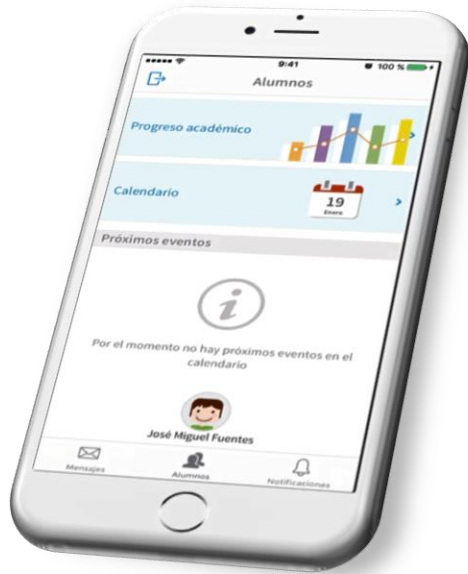 9:41
100 %
Alumnos
Progreso académico
Calendario
19
Enero
Próximos eventos
Por el momento no hay próximos eventos en el
calendario
José Miguel Fuentes
Mensajes
Alumnos
Notificaciones